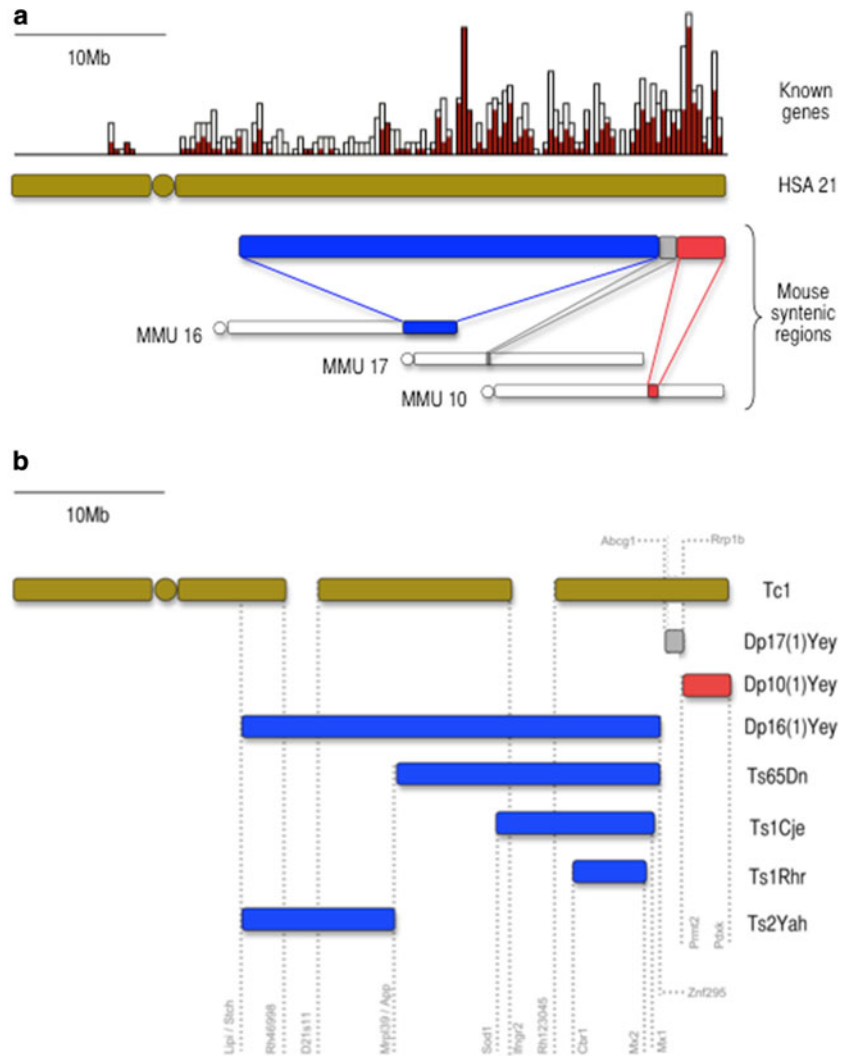 a
10Mb
Known
genes
HSA 21
Mouse
syntenic
regions
MMU 16
MMU 17
MMU 10
b
10Mb
Abcg1
Rrp1b
Tc1
Dp17(1)Yey
Dp10(1)Yey
Dp16(1)Yey
Ts65Dn
Ts1Cje
Ts1Rhr
Ts2Yah
Prmt2
Pdxk
Znf295
Lipi / Stch
Rh46998
D21s11
Mrpl39 / App
Sod1
Ifngr2
Rh123045
Cbr1
Mx2
Mx1